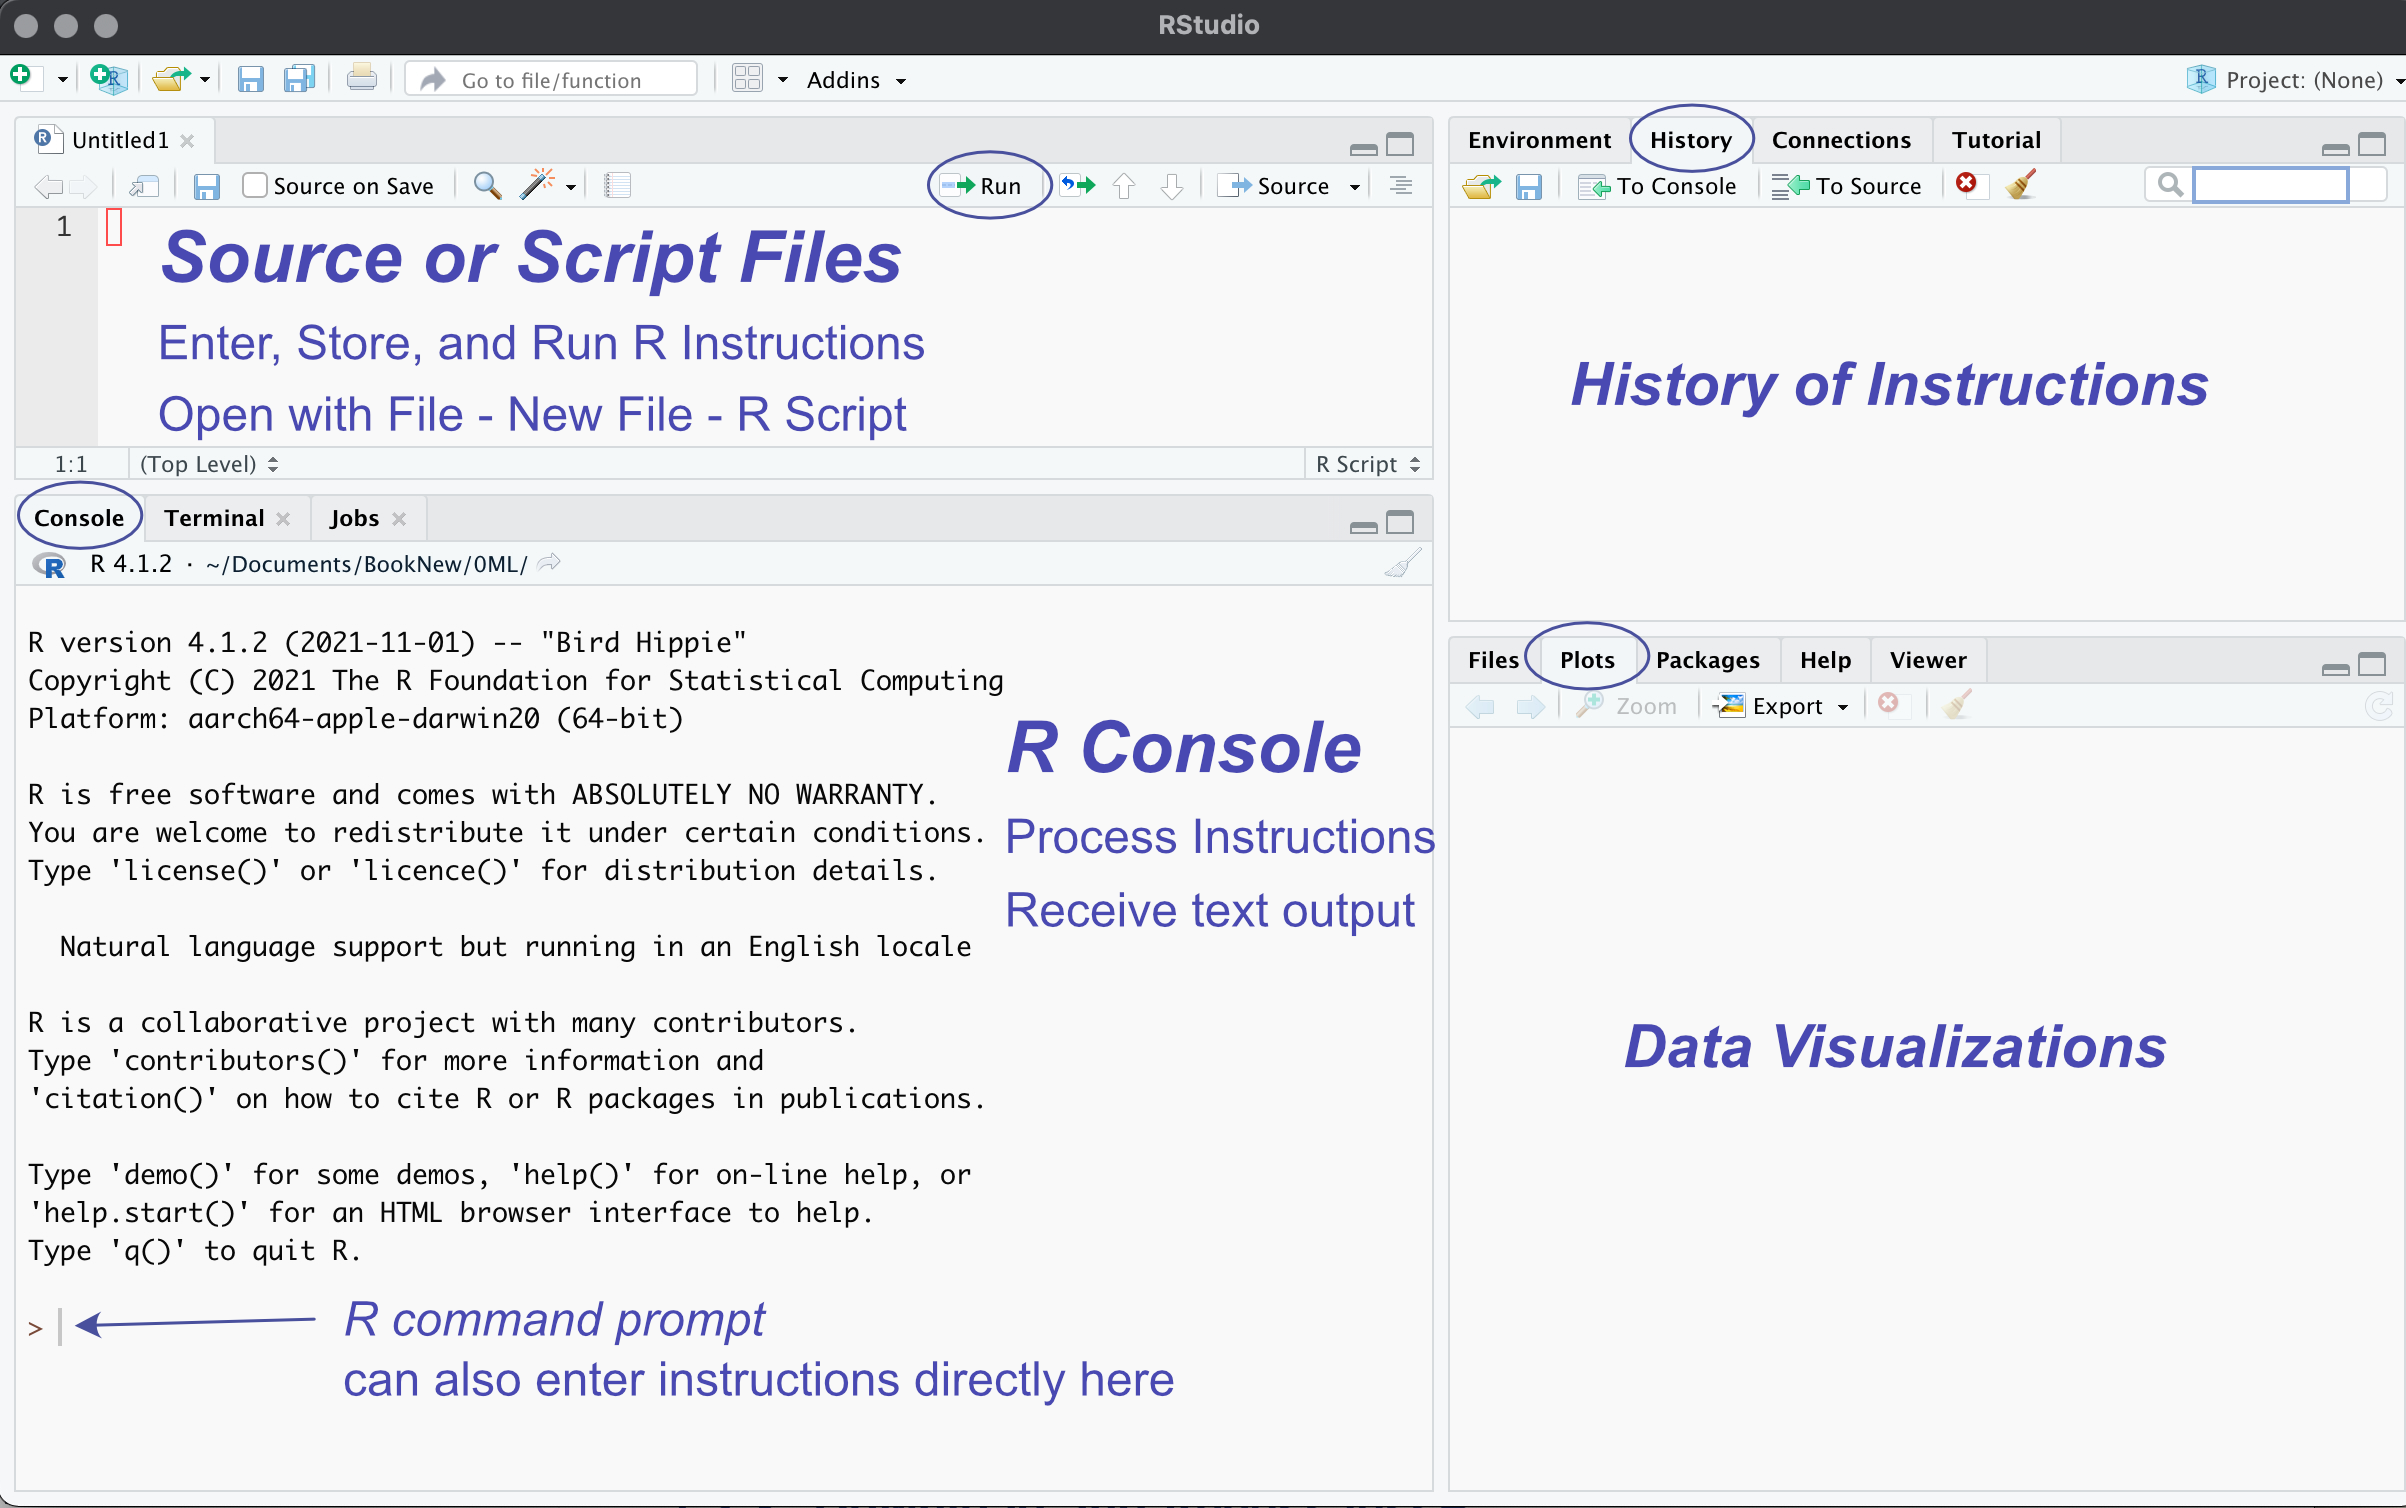 RStudio
Go to file/function
Addins
Project: (None)
Untitled1
Source on Save
Run
Source
1
Source or Script Files
Enter, Store, and Run R Instructions
Open with File - New File - R Script
1:1
(Top Level)
R Script
Environment
History
Connections
Tutorial
To Console
To Source
History of Instructions
Console
Terminal
Jobs
R 4.1.2 · ~/Documents/BookNew/0ML/
R version 4.1.2 (2021-11-01) -- "Bird Hippie"
Copyright (C) 2021 The R Foundation for Statistical Computing
Platform: aarch64-apple-darwin20 (64-bit)
R is free software and comes with ABSOLUTELY NO WARRANTY.
You are welcome to redistribute it under certain conditions.
Type 'license()' or 'licence()' for distribution details.
Natural language support but running in an English locale
R is a collaborative project with many contributors.
Type 'contributors()' for more information and
'citation()' on how to cite R or R packages in publications.
Type 'demo()' for some demos, 'help()' for on-line help, or
'help.start()' for an HTML browser interface to help.
Type 'q()' to quit R.
>
R Console
Process Instructions
Receive text output
R command prompt
can also enter instructions directly here
Files
Plots
Packages
Help
Viewer
Zoom
Export
Data Visualizations